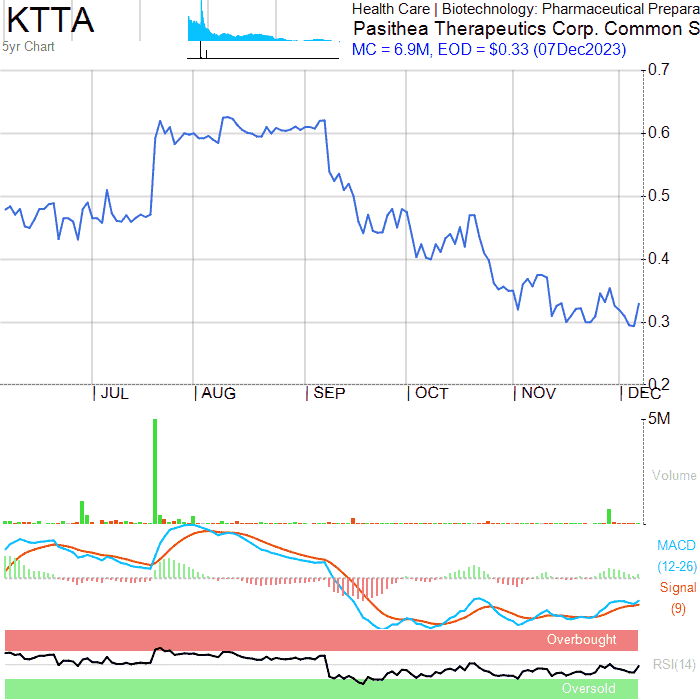 KTTA
5yr Chart
Health Care | Biotechnology: Pharmaceutical Prepara
Pasithea Therapeutics Corp. Common S
MC = 6.9M, EOD = $0.33 (07Dec2023)
0.7
0.6
0.5
0.4
0.3
0.2
JUL AUG SEP OCT NOV DEC
5M
Volume
MACD
(12-26)
Signal
(9)
Overbought
RSI(14)
Oversold